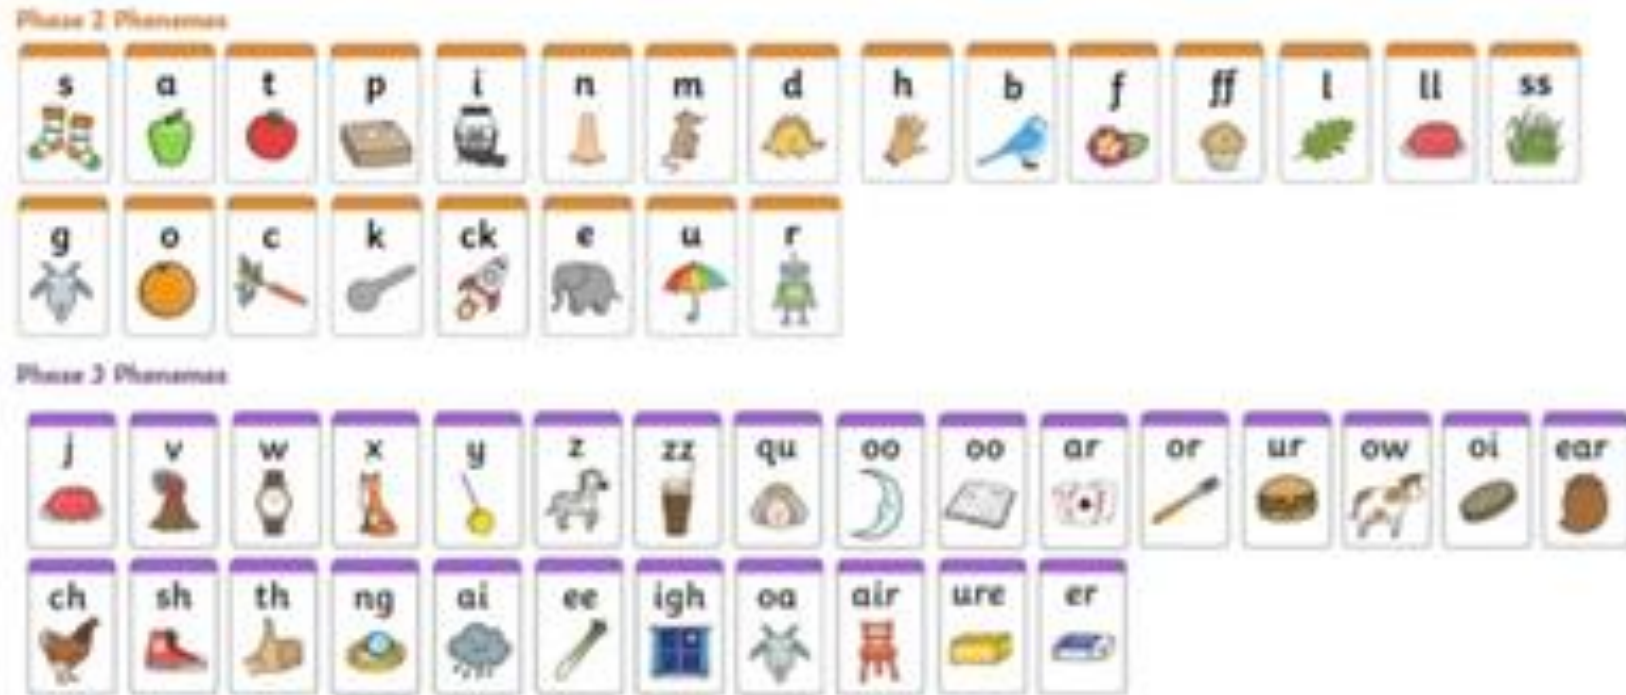 Phase 2 Phonemes
s a t p i n m d h b f ff l ll ss
g o c k ck e u r
Phase 3 Phonemes
j v w x y z zz qu oo oo ar or ur ow oi ear
ch sh th ng ai ee igh oa air ure er